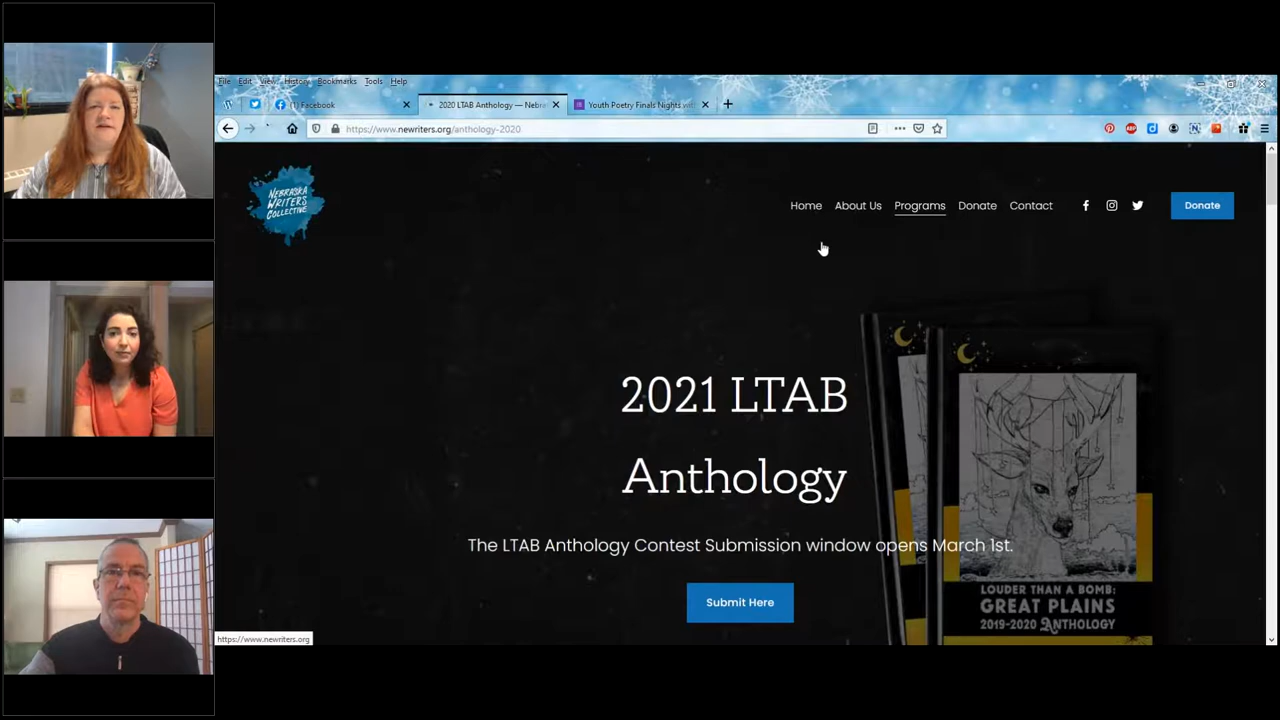 File Edit View History Bookmarks Tools Help
(1) Facebook
2020 LTAB Anthology — Nebra
Youth Poetry Finals Nights wit
https://www.newriters.org/anthology-2020
NEBRASKA
WRITERS
COLLECTIVE
Home About Us Programs Donate Contact
Donate
2021 LTAB
Anthology
The LTAB Anthology Contest Submission window opens March 1st.
Submit Here
LOUDER THAN A BOMB:
GREAT PLAINS
2019-2020 ANTHOLOGY
https://www.newriters.org